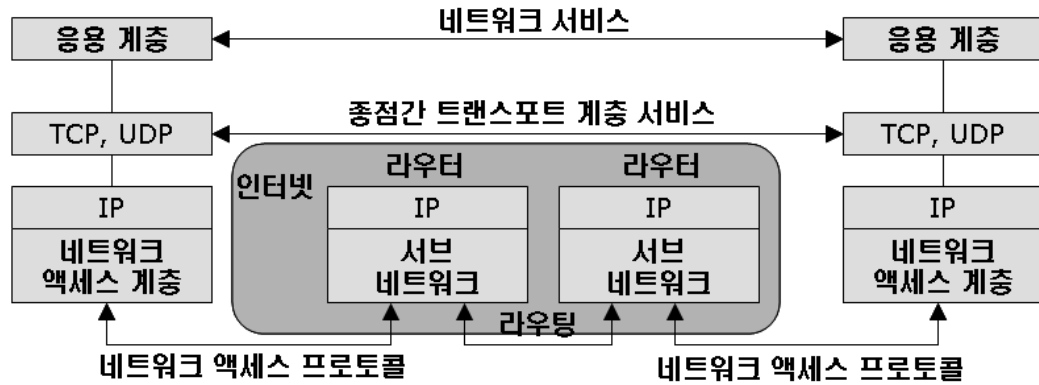 네트워크 서비스
응용 계층
응용 계층
종점간 트랜스포트 계층 서비스
TCP, UDP
TCP, UDP
인터넷
라우터
라우터
IP
IP
IP
IP
네트워크
액세스 계층
서브
네트워크
서브
네트워크
네트워크
액세스 계층
라우팅
네트워크 액세스 프로토콜
네트워크 액세스 프로토콜